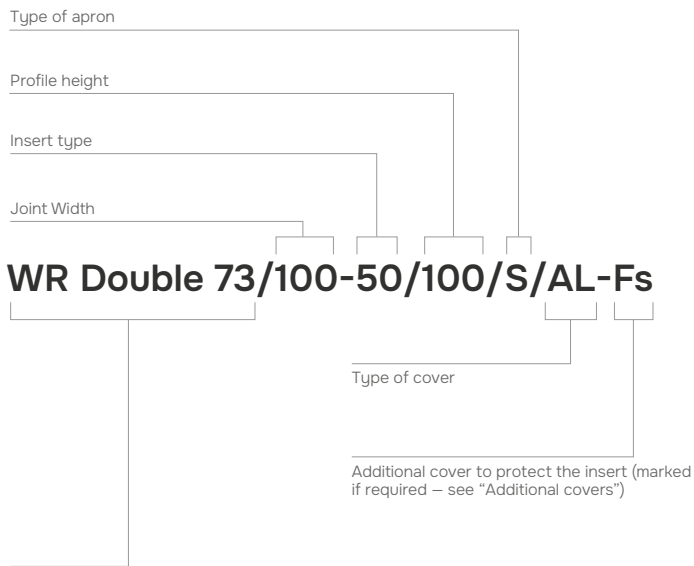 Type of apron
Profile height
Insert type
Joint Width
WR Double 73/100-50/100/S/AL-Fs
Type of cover
Additional cover to protect the insert (marked
if required — see “Additional covers”)